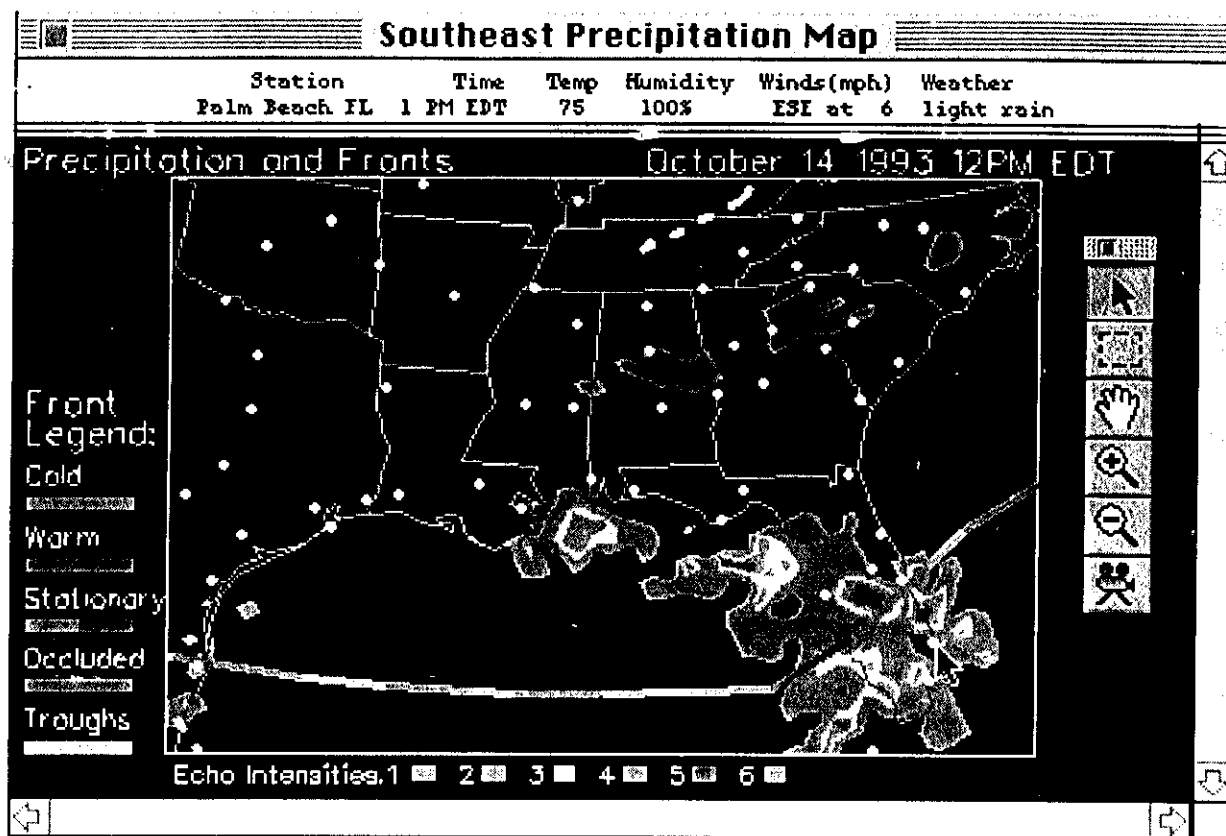 Southeast Precipitation Map
Station Time Temp Humidity Winds(mph) Weather
Palm Beach FL 1 PM EDT 75 100% ESE at 6 light rain
Precipitation and Fronts October 14 1993 12PM EDT
Front
Legend:
Cold
Warm
Stationary
Occluded
Troughs
Echo Intensities. 1 2 3 4 5 6